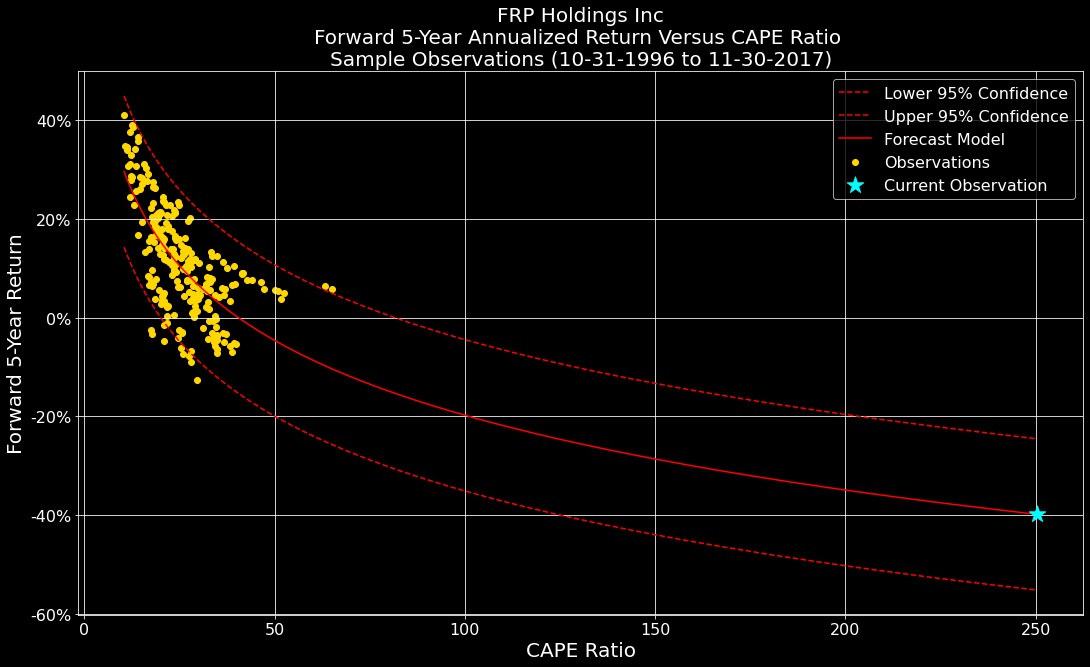 FRP Holdings Inc
Forward 5-Year Annualized Return Versus CAPE Ratio
Sample Observations (10-31-1996 to 11-30-2017)
Lower 95% Confidence
Upper 95% Confidence
Forecast Model
Observations
Current Observation
Forward 5-Year Return
40%
20%
0%
-20%
-40%
-60%
0
50
100
150
200
250
CAPE Ratio